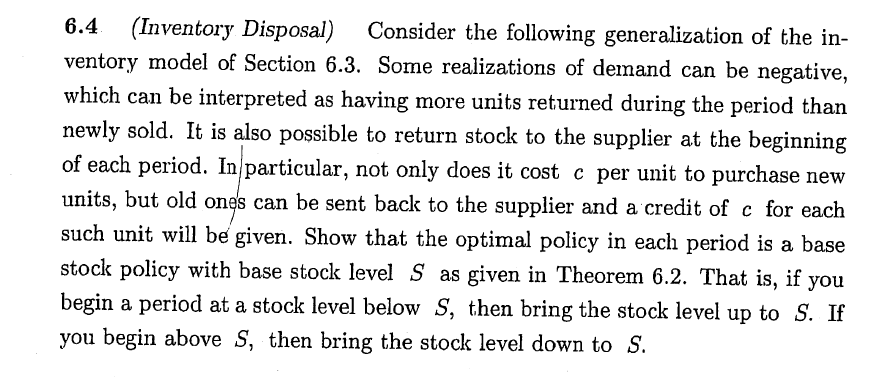 6.4 (Inventory Disposal) Consider the following generalization of the in-
ventory model of Section 6.3. Some realizations of demand can be negative,
which can be interpreted as having more units returned during the period than
newly sold. It is also possible to return stock to the supplier at the beginning
of each period. In particular, not only does it cost c per unit to purchase new
units, but old ones can be sent back to the supplier and a credit of c for each
such unit will be given. Show that the optimal policy in each period is a base
stock policy with base stock level S as given in Theorem 6.2. That is, if you
begin a period at a stock level below S, then bring the stock level up to S. If
you begin above S, then bring the stock level down to S.